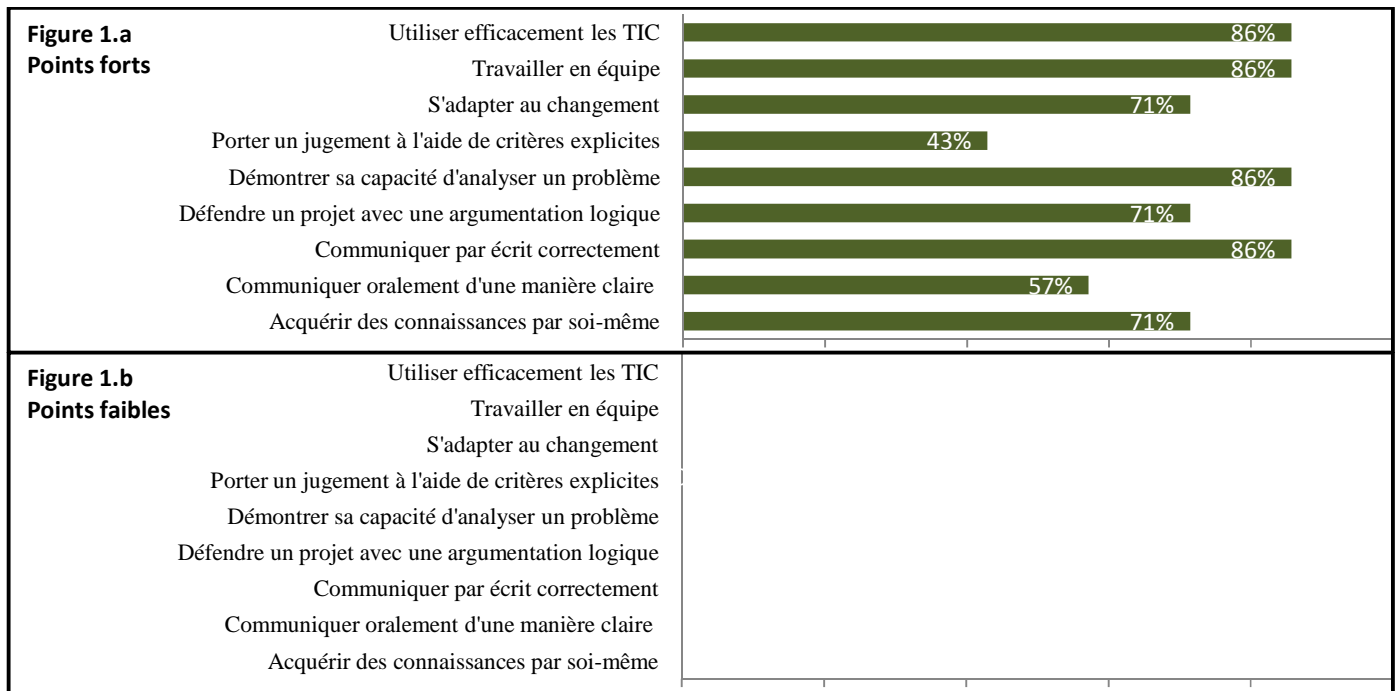 Figure 1.a
Points forts
Utiliser efficacement les TIC 86%
Travailler en équipe 86%
S'adapter au changement 71%
Porter un jugement à l'aide de critères explicites 43%
Démontrer sa capacité d'analyser un problème 86%
Défendre un projet avec une argumentation logique 71%
Communiquer par écrit correctement 86%
Communiquer oralement d'une manière claire 57%
Acquérir des connaissances par soi-même 71%
Figure 1.b
Points faibles
Utiliser efficacement les TIC
Travailler en équipe
S'adapter au changement
Porter un jugement à l'aide de critères explicites
Démontrer sa capacité d'analyser un problème
Défendre un projet avec une argumentation logique
Communiquer par écrit correctement
Communiquer oralement d'une manière claire
Acquérir des connaissances par soi-même